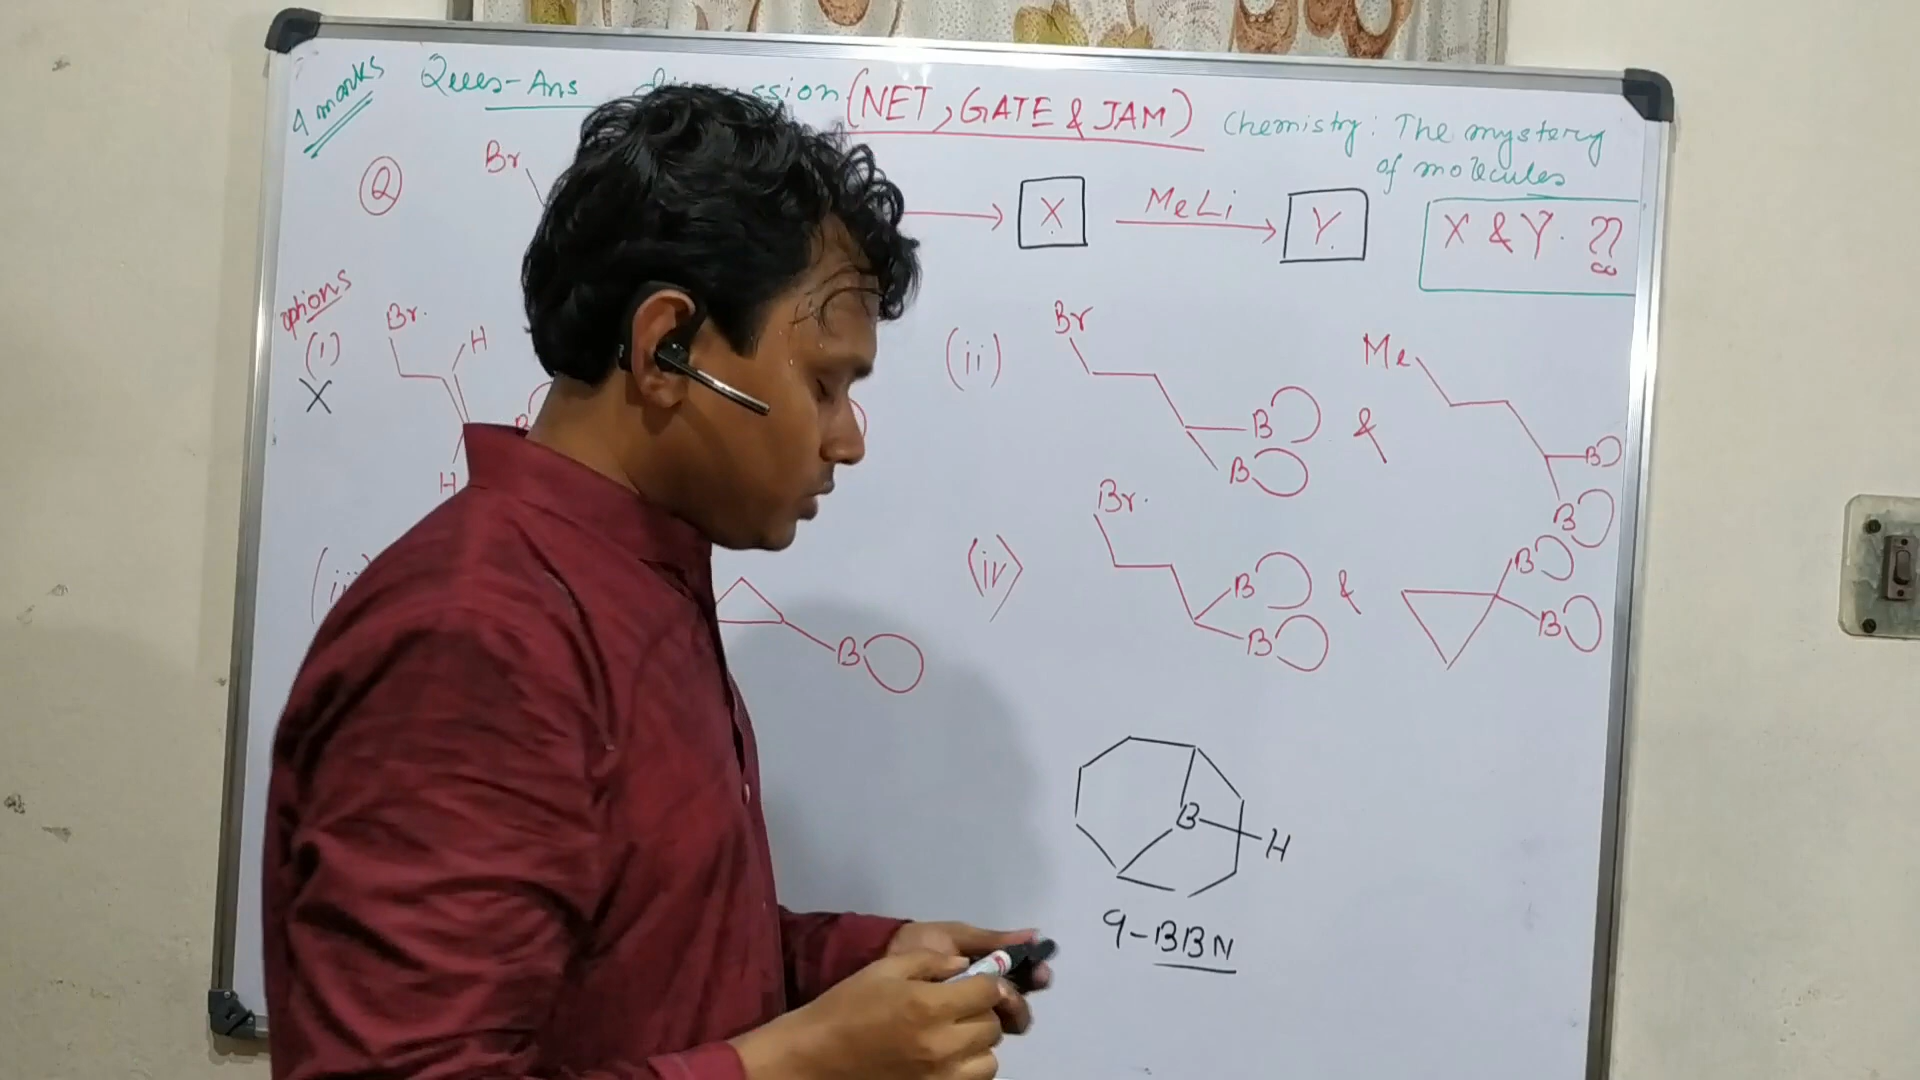 4 marks
Ques-Ans discussion (NET, GATE & JAM)
Chemistry: The mystery
of molecules
Q
Br
X
MeLi
Y
X & Y ??
options
(i)
X
Br.
H
H
B
(ii)
Br
B
B
&
Me
B
B
B
(iv)
Br.
B
B
&
B
B
B
H
9-BBN